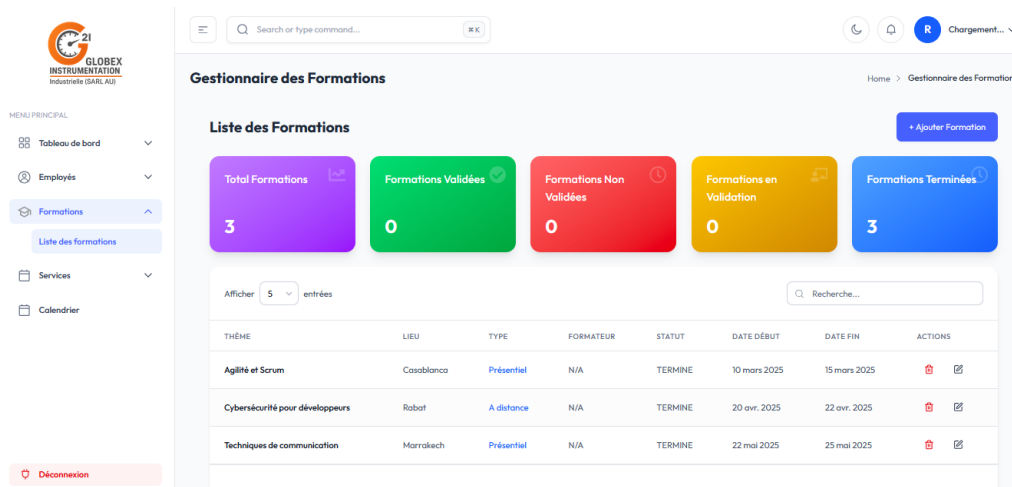 21
GLOBEX
INSTRUMENTATION
Industrielle (SARL AU)
MENU PRINCIPAL
Tableau de bord
Employés
Formations
Liste des formations
Services
Calendrier
Déconnexion
Search or type command...
⌘ K
R
Chargement...
Gestionnaire des Formations
Home > Gestionnaire des Formation
Liste des Formations
+ Ajouter Formation
Total Formations
3
Formations Validées
0
Formations Non
Validées
0
Formations en
Validation
0
Formations Terminées
3
Afficher 5 entrées
Recherche...
THÈME LIEU TYPE FORMATEUR STATUT DATE DÉBUT DATE FIN ACTIONS
Agilité et Scrum Casablanca Présentiel N/A TERMINE 10 mars 2025 15 mars 2025
Cybersécurité pour développeurs Rabat A distance N/A TERMINE 20 avr. 2025 22 avr. 2025
Techniques de communication Marrakech Présentiel N/A TERMINE 22 mai 2025 25 mai 2025